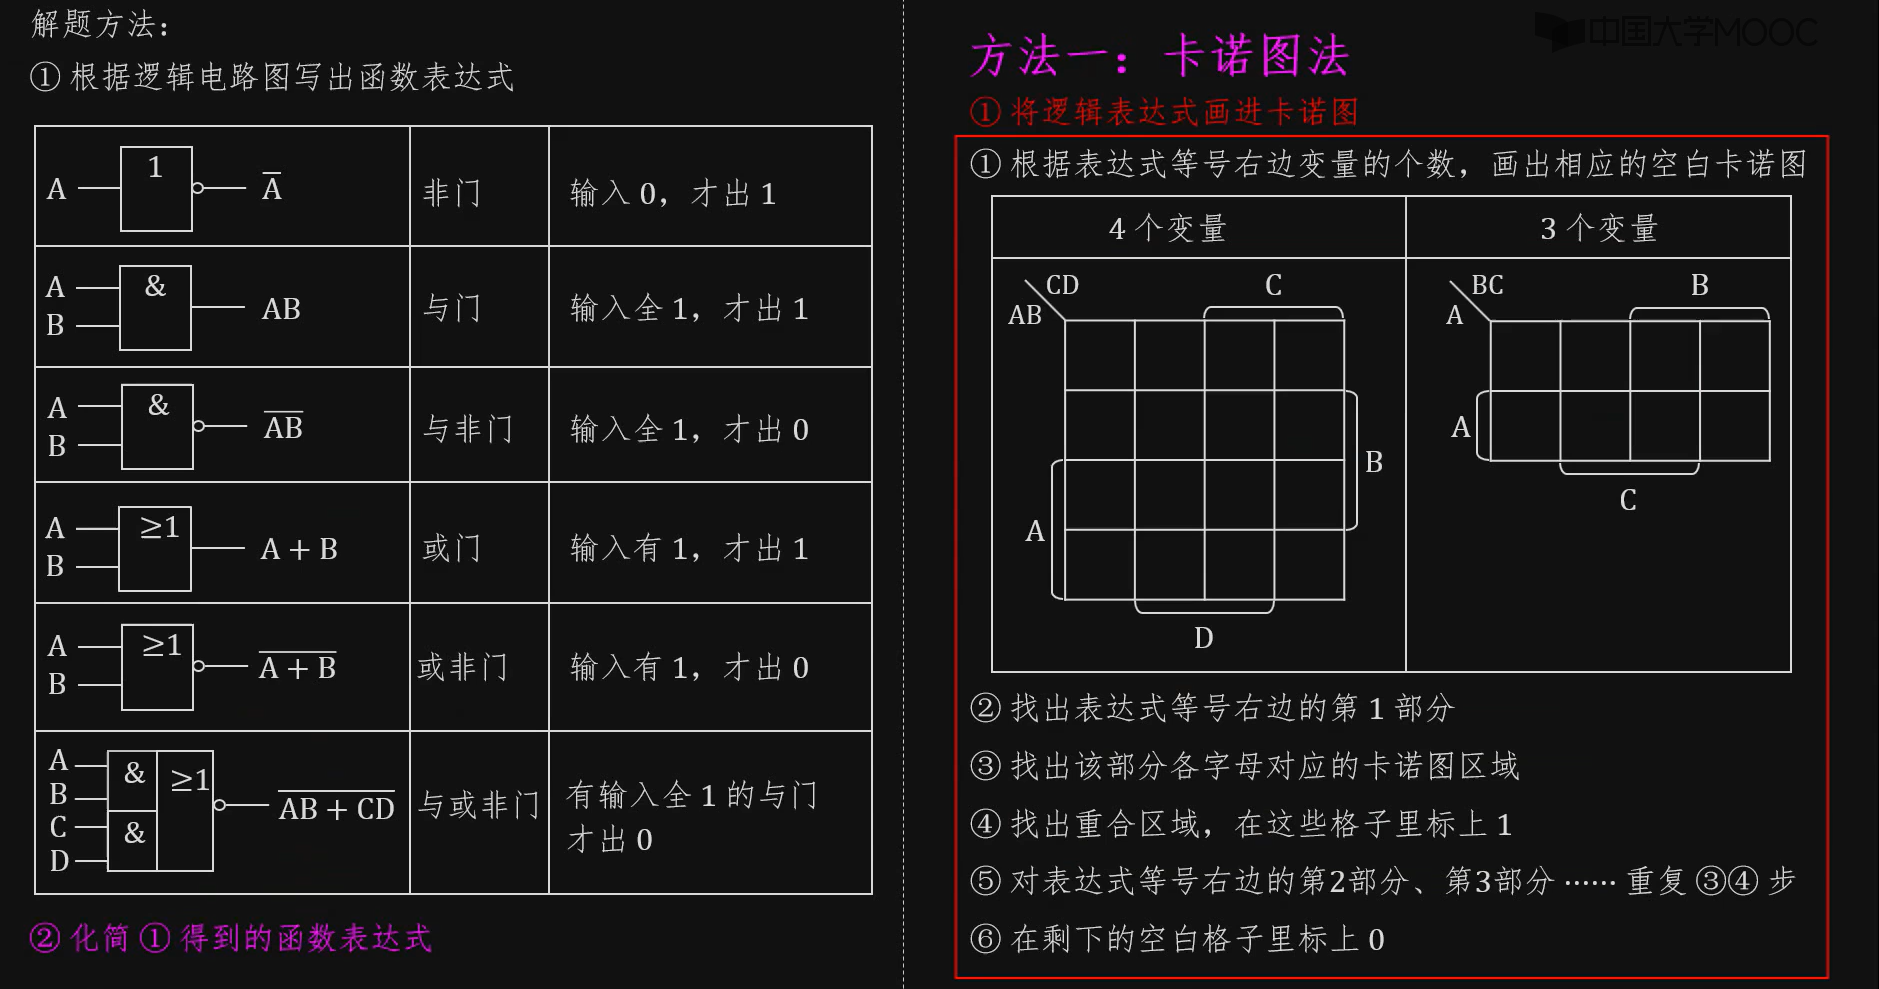 解题方法：
① 根据逻辑电路图写出函数表达式
A 1 A̅ 非门 输入 0，才出 1
A B & AB 与门 输入全 1，才出 1
A B & A̅B̅ 与非门 输入全 1，才出 0
A B ≥1 A + B 或门 输入有 1，才出 1
A B ≥1 A̅ ̅+̅ ̅B̅ 或非门 输入有 1，才出 0
A B C D & & ≥1 A̅B̅ ̅+̅ ̅C̅D̅ 与或非门 有输入全 1 的与门
才出 0
② 化简 ① 得到的函数表达式
中国大学MOOC
方法一：卡诺图法
① 将逻辑表达式画进卡诺图
① 根据表达式等号右边变量的个数，画出相应的空白卡诺图
4 个变量 3 个变量
CD C
AB
B
A
D
BC B
A
A
C
② 找出表达式等号右边的第 1 部分
③ 找出该部分各字母对应的卡诺图区域
④ 找出重合区域，在这些格子里标上 1
⑤ 对表达式等号右边的第2部分、第3部分 ······ 重复 ③④ 步
⑥ 在剩下的空白格子里标上 0